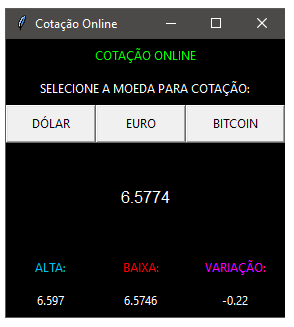 Cotação Online
COTAÇÃO ONLINE
SELECIONE A MOEDA PARA COTAÇÃO:
DÓLAR EURO BITCOIN
6.5774
ALTA: BAIXA: VARIAÇÃO:
6.597 6.5746 -0.22